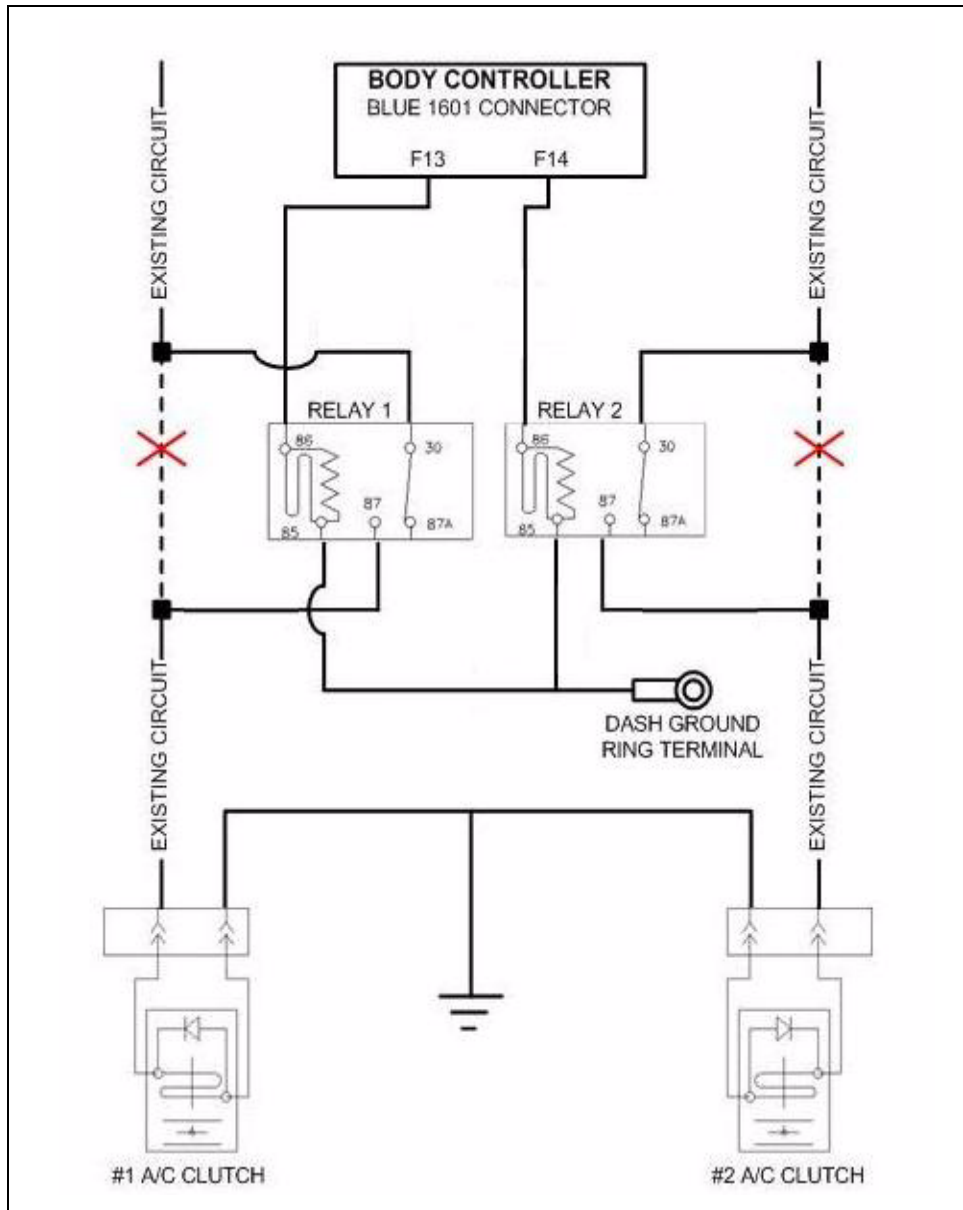 BODY CONTROLLER
BLUE 1601 CONNECTOR
F13 F14
EXISTING CIRCUIT
EXISTING CIRCUIT
RELAY 1
86
30
87
85
87A
RELAY 2
86
30
87
85
87A
DASH GROUND
RING TERMINAL
EXISTING CIRCUIT
EXISTING CIRCUIT
#1 A/C CLUTCH
#2 A/C CLUTCH